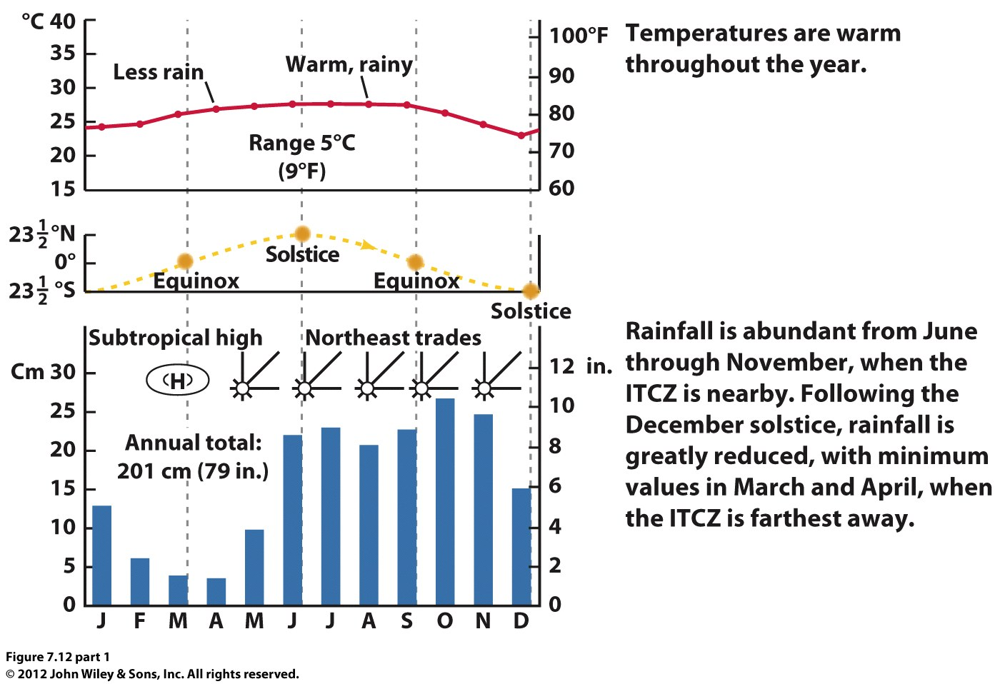 °C 40
35
30
25
20
15
100°F
90
80
70
60
Less rain
Warm, rainy
Range 5°C
(9°F)
Temperatures are warm
throughout the year.
23 1/2 °N
0°
23 1/2 °S
Equinox
Solstice
Equinox
Solstice
Subtropical high
Northeast trades
H
Cm 30
25
20
15
10
5
0
12 in.
10
8
6
4
2
0
Annual total:
201 cm (79 in.)
J F M A M J J A S O N D
Rainfall is abundant from June
through November, when the
ITCZ is nearby. Following the
December solstice, rainfall is
greatly reduced, with minimum
values in March and April, when
the ITCZ is farthest away.
Figure 7.12 part 1
© 2012 John Wiley & Sons, Inc. All rights reserved.